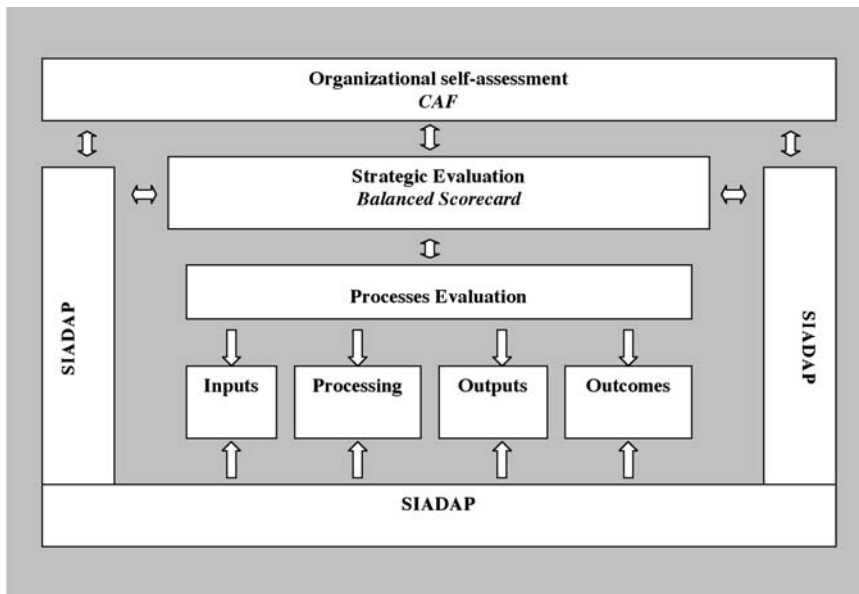 Organizational self-assessment
CAF
Strategic Evaluation
Balanced Scorecard
Processes Evaluation
SIADAP
SIADAP
Inputs
Processing
Outputs
Outcomes
SIADAP